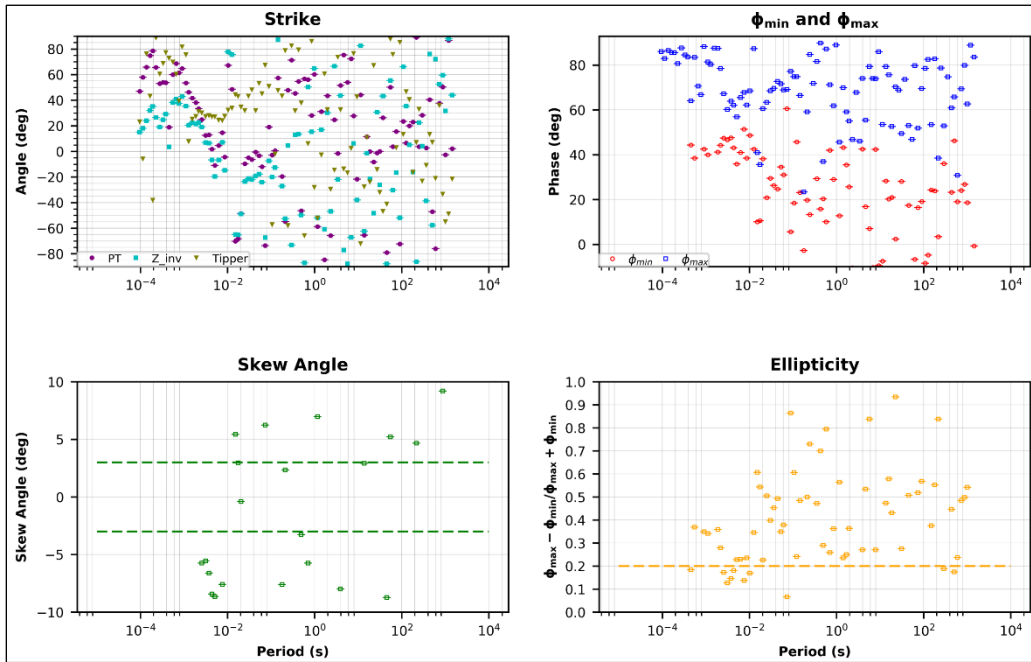 Strike
Angle (deg)
80
60
40
20
0
−20
−40
−60
−80
PT Z_inv Tipper
10⁻⁴ 10⁻² 10⁰ 10² 10⁴
ϕmin and ϕmax
Phase (deg)
80
60
40
20
0
ϕmin ϕmax
10⁻⁴ 10⁻² 10⁰ 10² 10⁴
Skew Angle
Skew Angle (deg)
10
5
0
−5
−10
10⁻⁴ 10⁻² 10⁰ 10² 10⁴
Period (s)
Ellipticity
ϕmax − ϕmin/ϕmax + ϕmin
1.0
0.9
0.8
0.7
0.6
0.5
0.4
0.3
0.2
0.1
0.0
10⁻⁴ 10⁻² 10⁰ 10² 10⁴
Period (s)